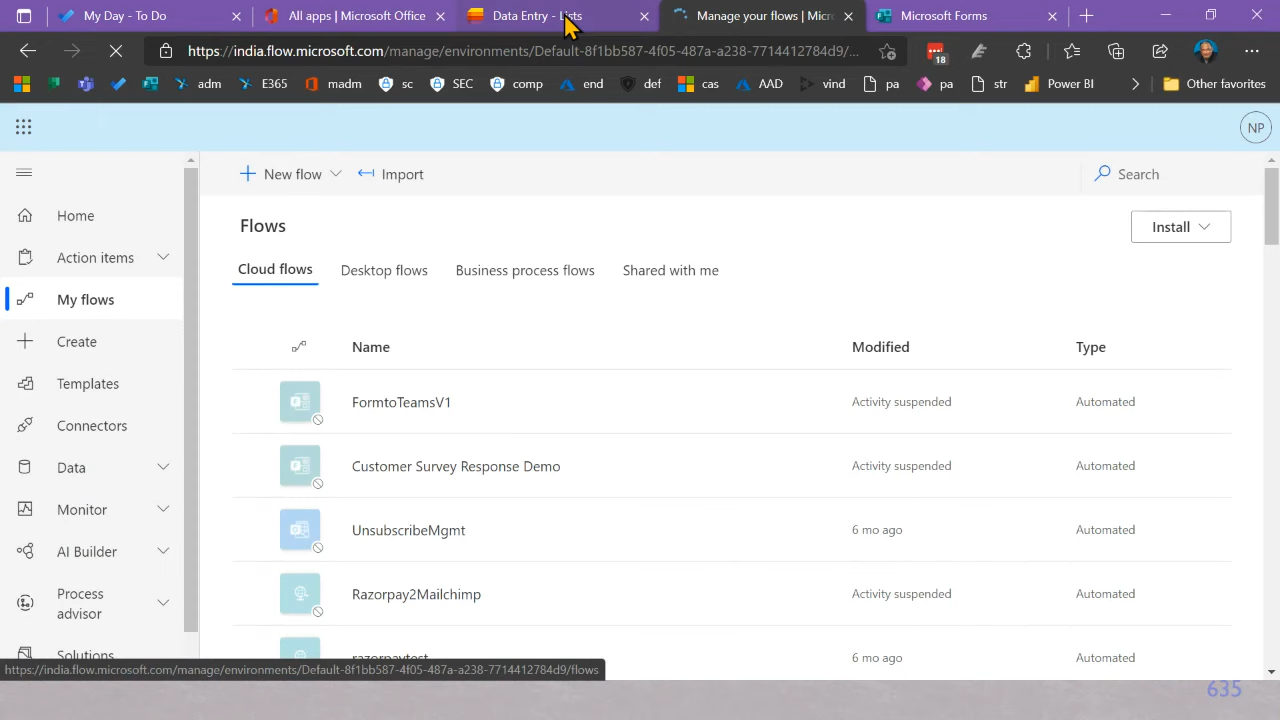 My Day - To Do
All apps | Microsoft Office
Data Entry - Lists
Manage your flows | Micr
Microsoft Forms
https://india.flow.microsoft.com/manage/environments/Default-8f1bb587-4f05-487a-a238-7714412784d9/...
18
adm
E365
madm
sc
SEC
comp
end
def
cas
AAD
vind
pa
pa
str
Power BI
Other favorites
NP
New flow
Import
Search
Home
Action items
My flows
Create
Templates
Connectors
Data
Monitor
AI Builder
Process
advisor
Solutions
Flows
Install
Cloud flows
Desktop flows
Business process flows
Shared with me
Name
Modified
Type
FormtoTeamsV1
Activity suspended
Automated
Customer Survey Response Demo
Activity suspended
Automated
UnsubscribeMgmt
6 mo ago
Automated
Razorpay2Mailchimp
Activity suspended
Automated
razorpaytest
6 mo ago
Automated
https://india.flow.microsoft.com/manage/environments/Default-8f1bb587-4f05-487a-a238-7714412784d9/flows
635